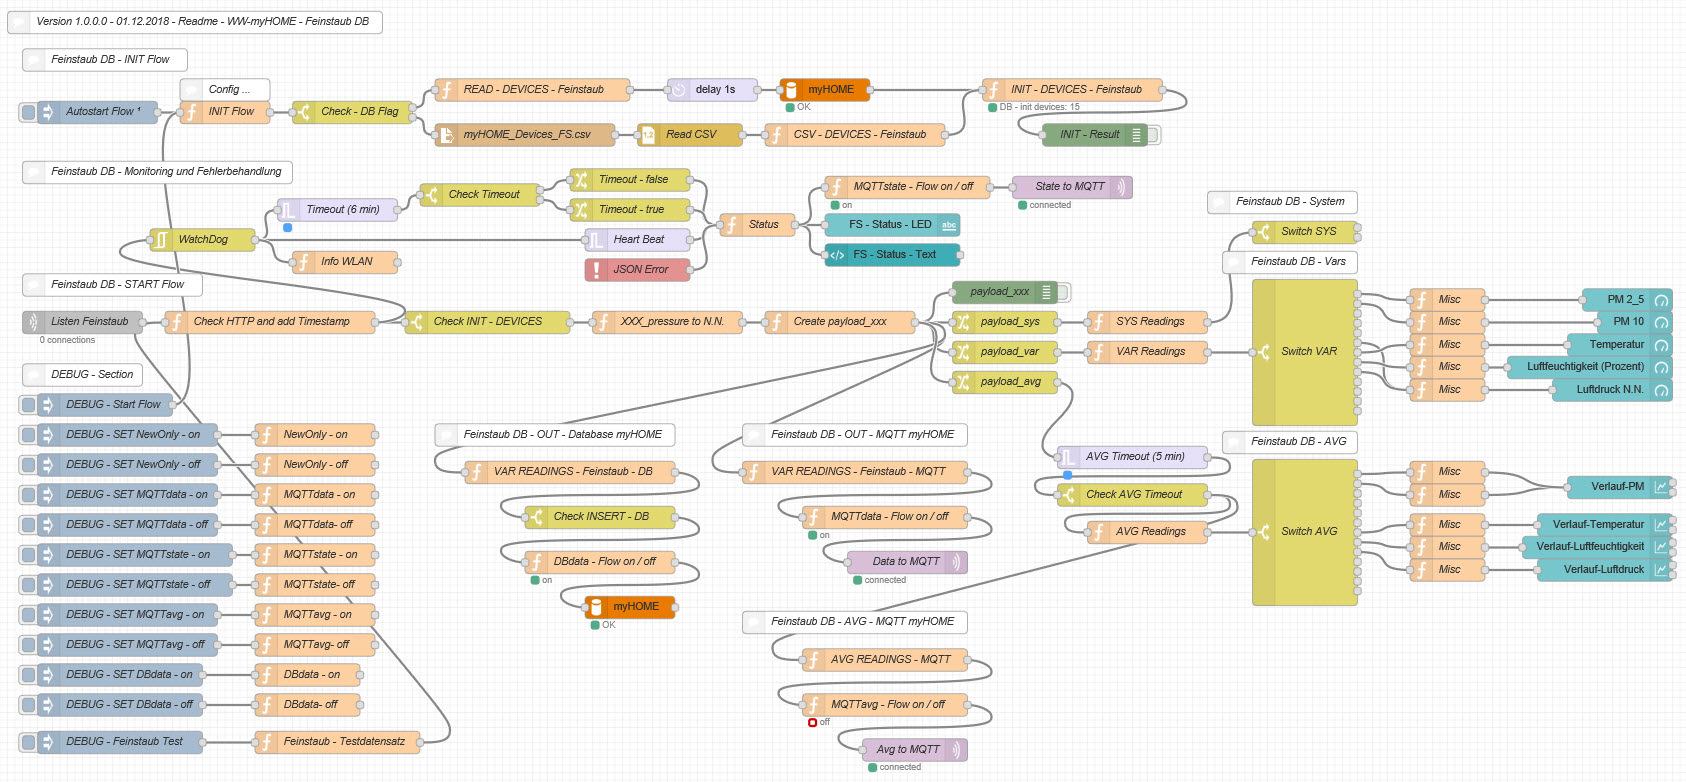 Version 1.0.0.0 - 01.12.2018 - Readme - WW-myHOME - Feinstaub DB
Feinstaub DB - INIT Flow
Config ...
Autostart Flow ¹
INIT Flow
Check - DB Flag
READ - DEVICES - Feinstaub
delay 1s
myHOME
OK
INIT - DEVICES - Feinstaub
DB - init devices: 15
myHOME_Devices_FS.csv
Read CSV
CSV - DEVICES - Feinstaub
INIT - Result
Feinstaub DB - Monitoring und Fehlerbehandlung
Timeout (6 min)
Check Timeout
Timeout - false
Timeout - true
WatchDog
Heart Beat
Info WLAN
JSON Error
Status
MQTTstate - Flow on / off
on
State to MQTT
connected
FS - Status - LED
abc
FS - Status - Text
Feinstaub DB - System
Switch SYS
Feinstaub DB - Vars
Feinstaub DB - START Flow
Listen Feinstaub
0 connections
Check HTTP and add Timestamp
Check INIT - DEVICES
XXX_pressure to N.N.
Create payload_xxx
payload_xxx
payload_sys
SYS Readings
payload_var
VAR Readings
payload_avg
Switch VAR
Misc
PM 2_5
Misc
PM 10
Misc
Temperatur
Misc
Luftfeuchtigkeit (Prozent)
Misc
Luftdruck N.N.
DEBUG - Section
DEBUG - Start Flow
DEBUG - SET NewOnly - on
NewOnly - on
DEBUG - SET NewOnly - off
NewOnly - off
DEBUG - SET MQTTdata - on
MQTTdata - on
DEBUG - SET MQTTdata - off
MQTTdata- off
DEBUG - SET MQTTstate - on
MQTTstate - on
DEBUG - SET MQTTstate - off
MQTTstate- off
DEBUG - SET MQTTavg - on
MQTTavg - on
DEBUG - SET MQTTavg - off
MQTTavg- off
DEBUG - SET DBdata - on
DBdata - on
DEBUG - SET DBdata - off
DBdata- off
DEBUG - Feinstaub Test
Feinstaub - Testdatensatz
Feinstaub DB - OUT - Database myHOME
VAR READINGS - Feinstaub - DB
Check INSERT - DB
DBdata - Flow on / off
on
myHOME
OK
Feinstaub DB - OUT - MQTT myHOME
VAR READINGS - Feinstaub - MQTT
MQTTdata - Flow on / off
on
Data to MQTT
connected
Feinstaub DB - AVG - MQTT myHOME
AVG READINGS - MQTT
MQTTavg - Flow on / off
off
Avg to MQTT
connected
Feinstaub DB - AVG
AVG Timeout (5 min)
Check AVG Timeout
AVG Readings
Switch AVG
Misc
Misc
Verlauf-PM
Misc
Verlauf-Temperatur
Misc
Verlauf-Luftfeuchtigkeit
Misc
Verlauf-Luftdruck